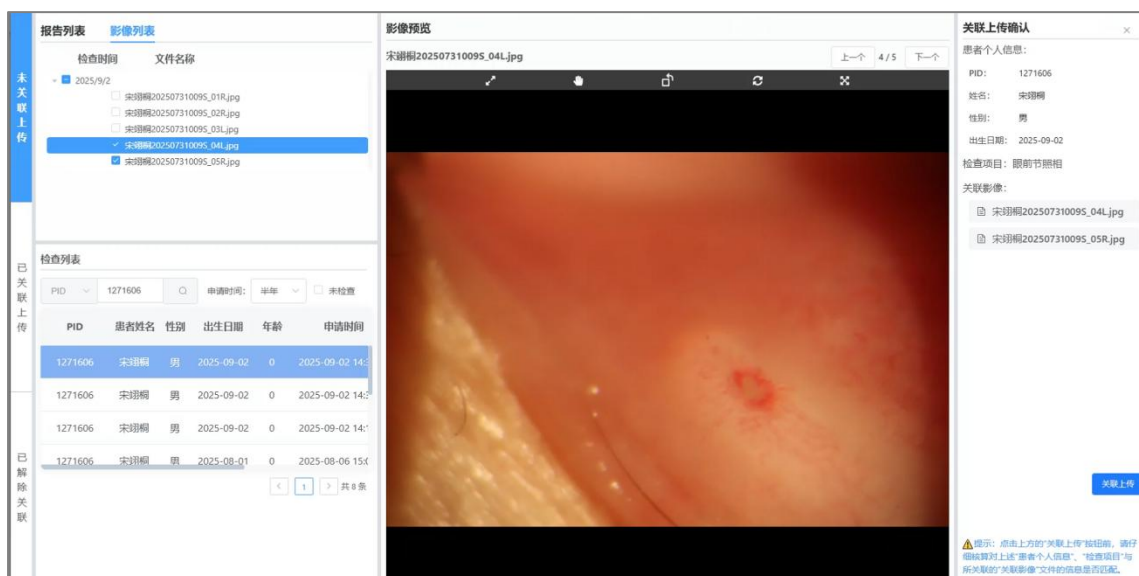 未关联上传
已关联上传
已解除关联
报告列表 影像列表
检查时间 文件名称
2025/9/2
宋翊桐20250731009S_01R.jpg
宋翊桐20250731009S_02R.jpg
宋翊桐20250731009S_03L.jpg
宋翊桐20250731009S_04L.jpg
宋翊桐20250731009S_05R.jpg
检查列表
PID 1271606 申请时间: 半年 未检查
PID 患者姓名 性别 出生日期 年龄 申请时间
1271606 宋翊桐 男 2025-09-02 0 2025-09-02 14:3
1271606 宋翊桐 男 2025-09-02 0 2025-09-02 14:
1271606 宋翊桐 男 2025-09-02 0 2025-09-02 14:1
1271606 宋翊桐 男 2025-08-01 0 2025-08-06 15:0
1 共8条
影像预览
宋翊桐20250731009S_04L.jpg 上一个 4/5 下一个
关联上传确认
患者个人信息:
PID: 1271606
姓名: 宋翊桐
性别: 男
出生日期: 2025-09-02
检查项目: 眼前节照相
关联影像:
宋翊桐20250731009S_04L.jpg
宋翊桐20250731009S_05R.jpg
关联上传
提示: 点击上方的"关联上传"按钮前, 请仔
细核算对上述"患者个人信息"、"检查项目"与
所关联的"关联影像"文件的信息是否匹配。